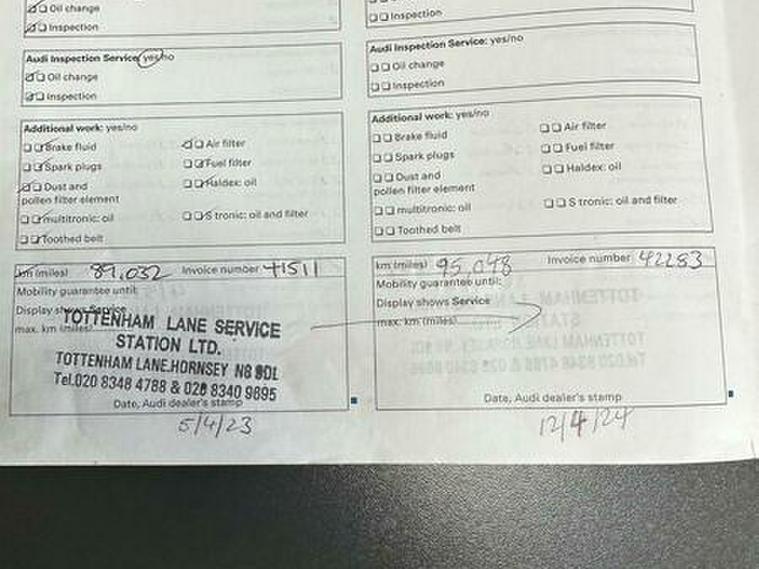 Oil change
Inspection
Audi Inspection Service: yes/no
Oil change
Inspection
Additional work: yes/no
Brake fluid
Air filter
Spark plugs
Fuel filter
Dust and
pollen filter element
Haldex: oil
multitronic: oil
S tronic: oil and filter
Toothed belt
km (miles) 89,032 Invoice number 41511
Mobility guarantee until:
Display shows Service
max. km (miles)
TOTTENHAM LANE SERVICE
STATION LTD.
TOTTENHAM LANE.HORNSEY N8 9DL
Tel.020 8348 4788 & 020 8340 9895
Date, Audi dealer's stamp
5/4/23
Inspection
Audi Inspection Service: yes/no
Oil change
Inspection
Additional work: yes/no
Brake fluid
Air filter
Spark plugs
Fuel filter
Dust and
pollen filter element
Haldex: oil
multitronic: oil
S tronic: oil and filter
Toothed belt
km (miles) 95,048 Invoice number 42283
Mobility guarantee until:
Display shows Service
max. km (miles)
Date, Audi dealer's stamp
12/4/24